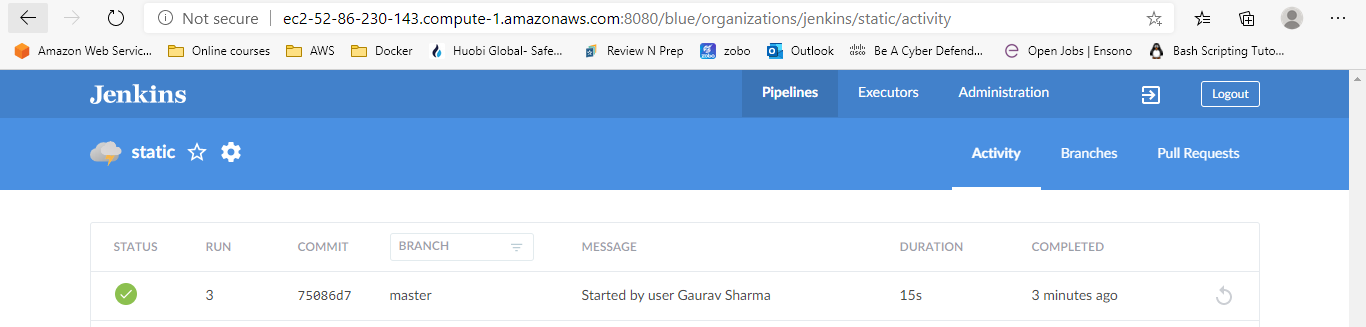 Not secure ec2-52-86-230-143.compute-1.amazonaws.com:8080/blue/organizations/jenkins/static/activity
Amazon Web Servic... Online courses AWS Docker Huobi Global- Safe... Review N Prep zobo Outlook Be A Cyber Defend... Open Jobs | Ensono Bash Scripting Tuto...
Jenkins Pipelines Executors Administration Logout
static Activity Branches Pull Requests
STATUS RUN COMMIT BRANCH MESSAGE DURATION COMPLETED
3 75086d7 master Started by user Gaurav Sharma 15s 3 minutes ago